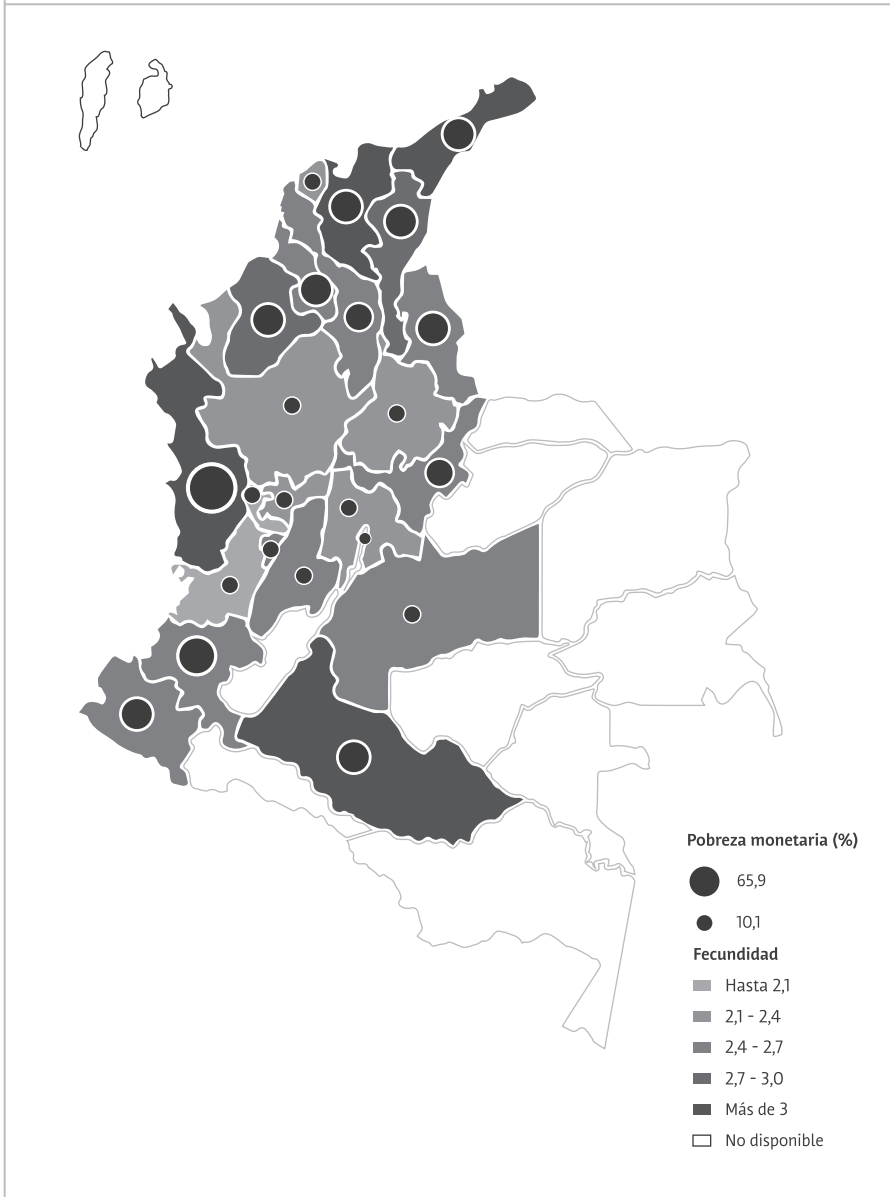 Pobreza monetaria (%)
65,9
10,1
Fecundidad
Hasta 2,1
2,1 - 2,4
2,4 - 2,7
2,7 - 3,0
Más de 3
No disponible